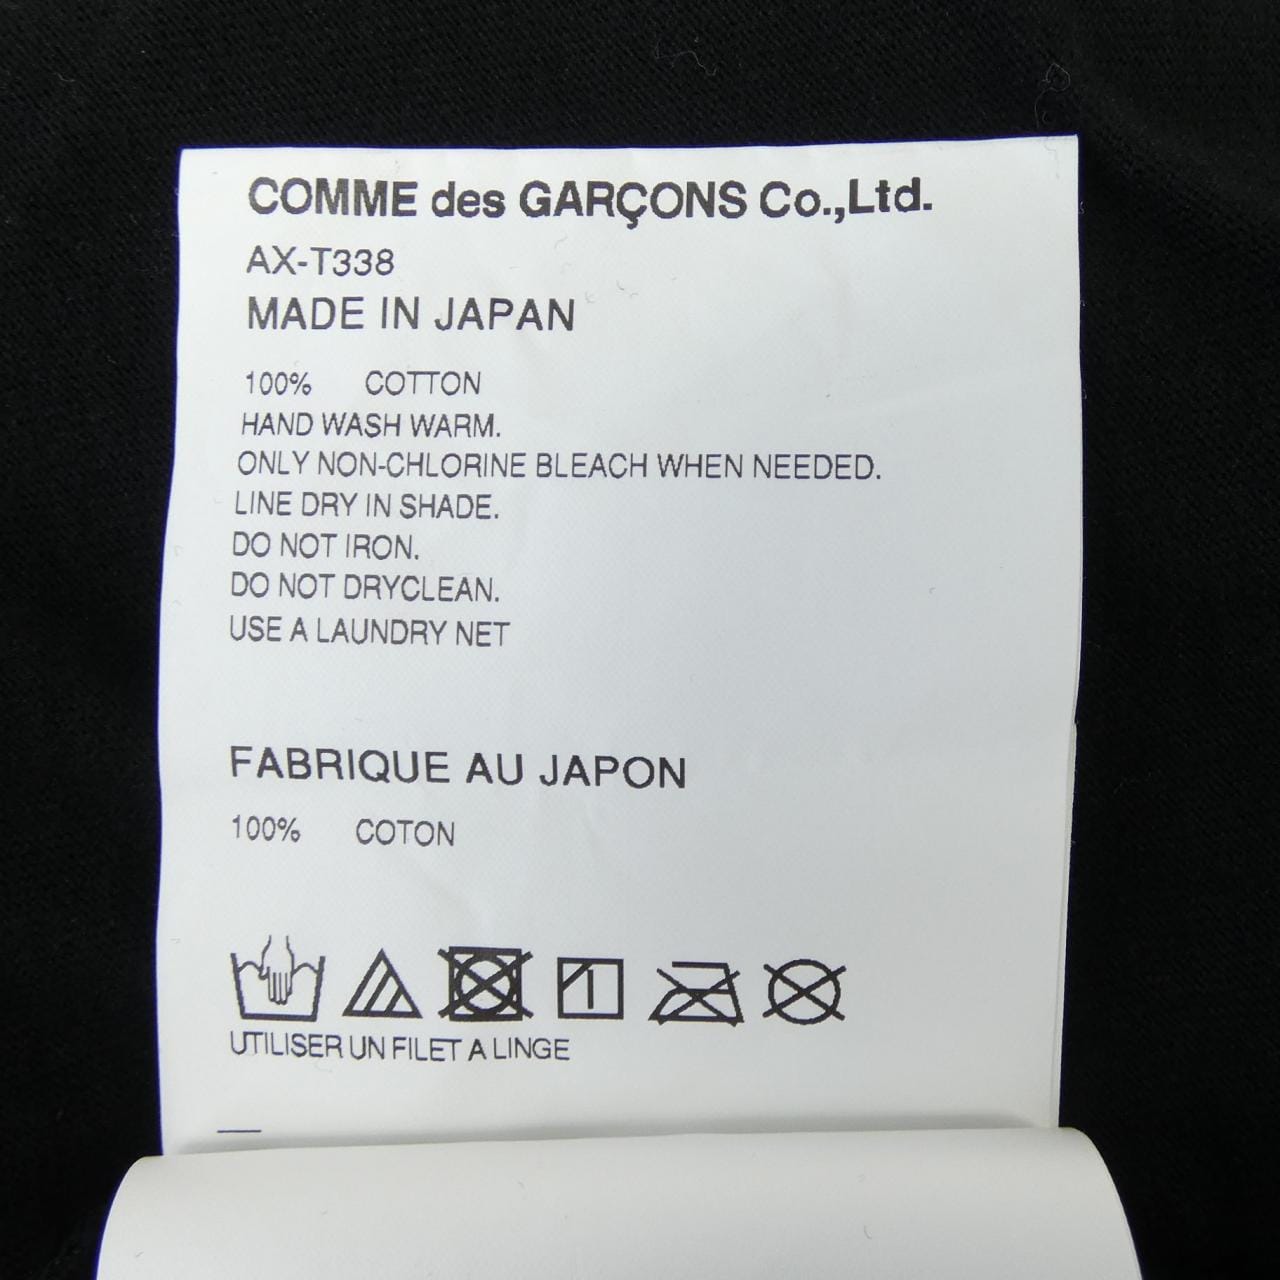 COMME des GARÇONS Co.,Ltd.
AX-T338
MADE IN JAPAN
100% COTTON
HAND WASH WARM.
ONLY NON-CHLORINE BLEACH WHEN NEEDED.
LINE DRY IN SHADE.
DO NOT IRON.
DO NOT DRYCLEAN.
USE A LAUNDRY NET
FABRIQUE AU JAPON
100% COTON
UTILISER UN FILET A LINGE